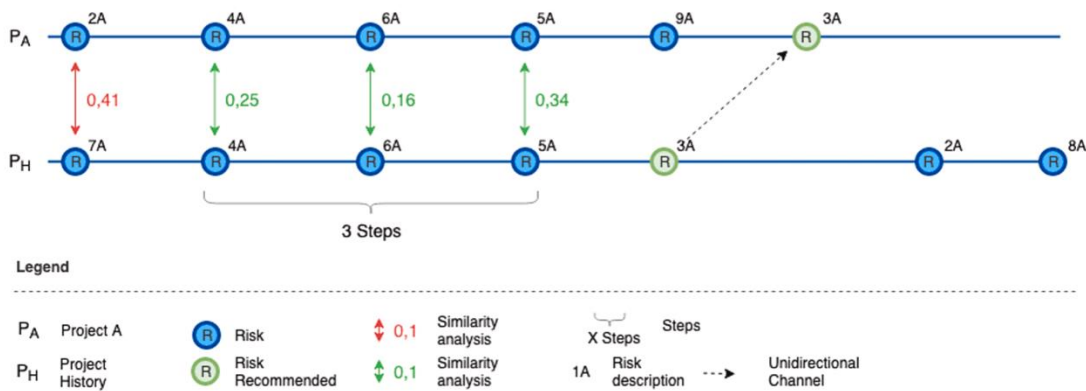 2A 4A 6A 5A 9A 3A
PA R R R R R R
0,41 0,25 0,16 0,34
7A 4A 6A 5A 3A 2A 8A
PH R R R R R R R
3 Steps
Legend
PA Project A R Risk 0,1 Similarity analysis X Steps Steps
PH Project History R Risk Recommended 0,1 Similarity analysis 1A Risk description Unidirectional Channel